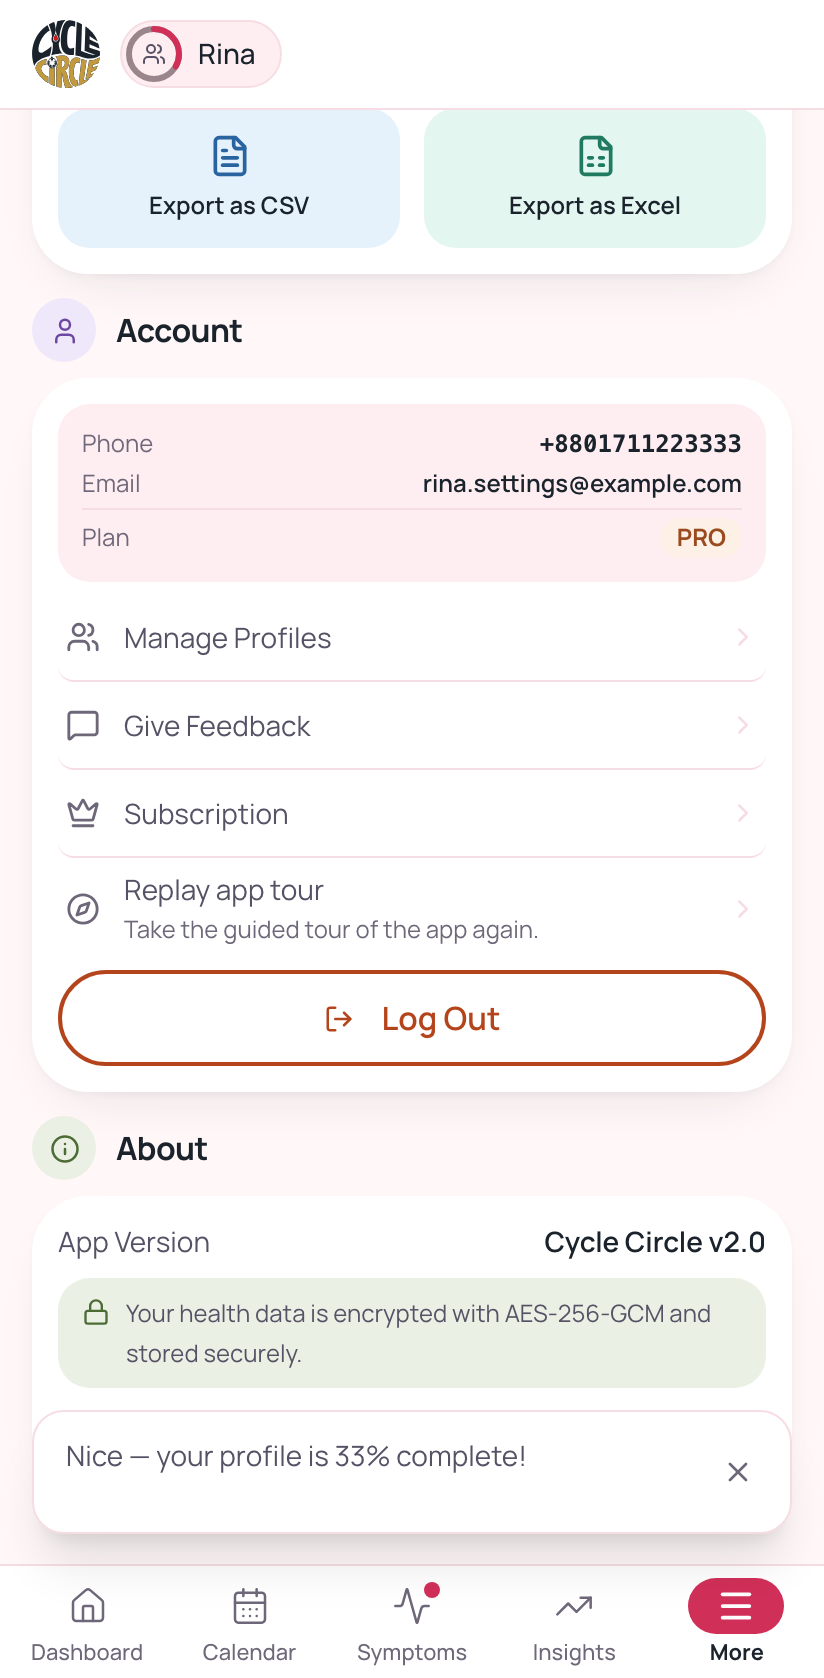 CYCLE
CIRCLE
Rina
Export as CSV
Export as Excel
Account
Phone
+8801711223333
Email
rina.settings@example.com
Plan
PRO
Manage Profiles
Give Feedback
Subscription
Replay app tour
Take the guided tour of the app again.
Log Out
About
App Version
Cycle Circle v2.0
Your health data is encrypted with AES-256-GCM and
stored securely.
Nice — your profile is 33% complete!
Dashboard
Calendar
Symptoms
Insights
More